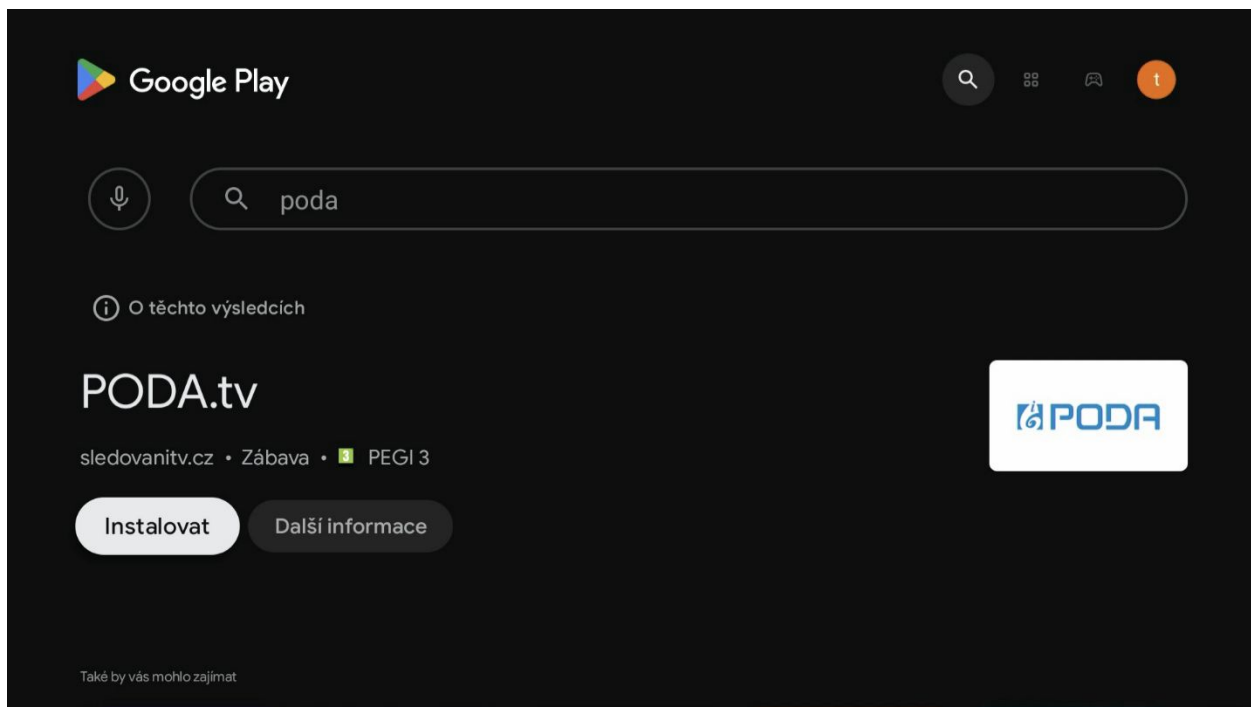 Google Play
t
poda
O těchto výsledcích
PODA.tv
PODA
sledovanitv.cz • Zábava • 3 PEGI 3
Instalovat
Další informace
Také by vás mohlo zajímat